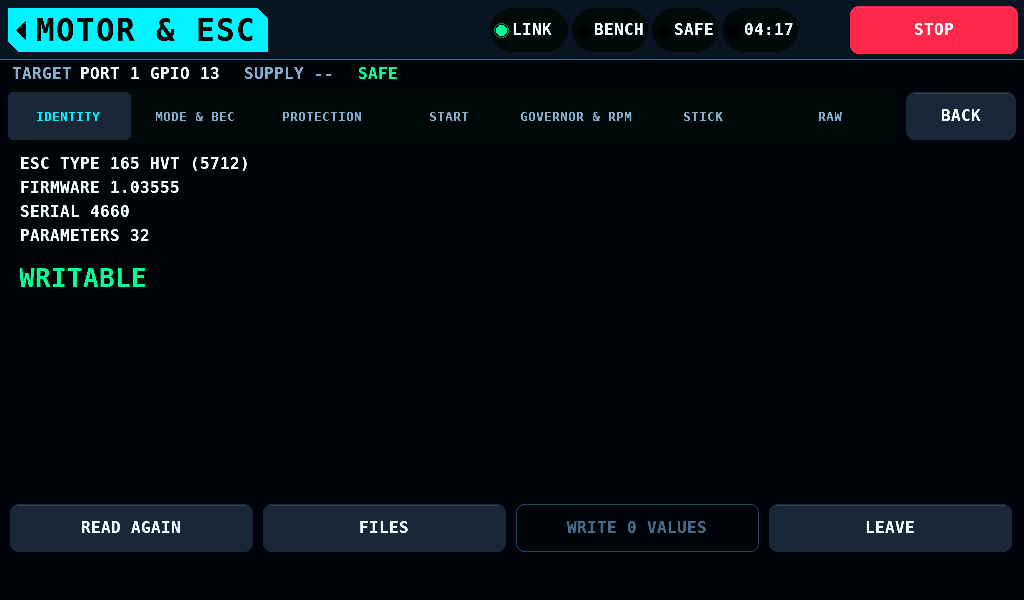 MOTOR & ESC LINK BENCH SAFE 04:17 STOP
TARGET PORT 1 GPIO 13 SUPPLY -- SAFE
IDENTITY MODE & BEC PROTECTION START GOVERNOR & RPM STICK RAW BACK
ESC TYPE 165 HVT (5712)
FIRMWARE 1.03555
SERIAL 4660
PARAMETERS 32
WRITABLE
READ AGAIN FILES WRITE 0 VALUES LEAVE